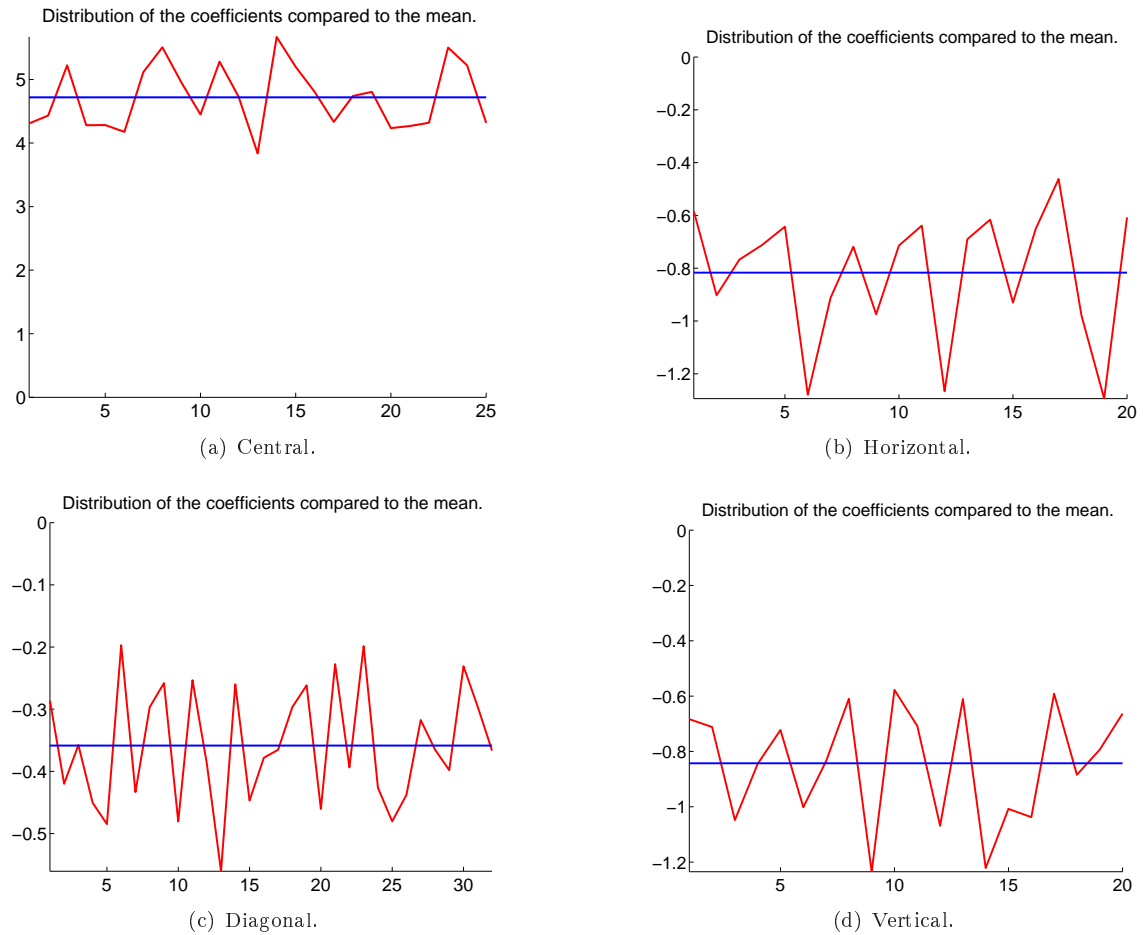 Distribution of the coefficients compared to the mean.
5
4
3
2
1
0
5 10 15 20 25
(a) Central.
Distribution of the coefficients compared to the mean.
0
−0.2
−0.4
−0.6
−0.8
−1
−1.2
5 10 15 20
(b) Horizontal.
Distribution of the coefficients compared to the mean.
0
−0.1
−0.2
−0.3
−0.4
−0.5
5 10 15 20 25 30
(c) Diagonal.
Distribution of the coefficients compared to the mean.
0
−0.2
−0.4
−0.6
−0.8
−1
−1.2
5 10 15 20
(d) Vertical.